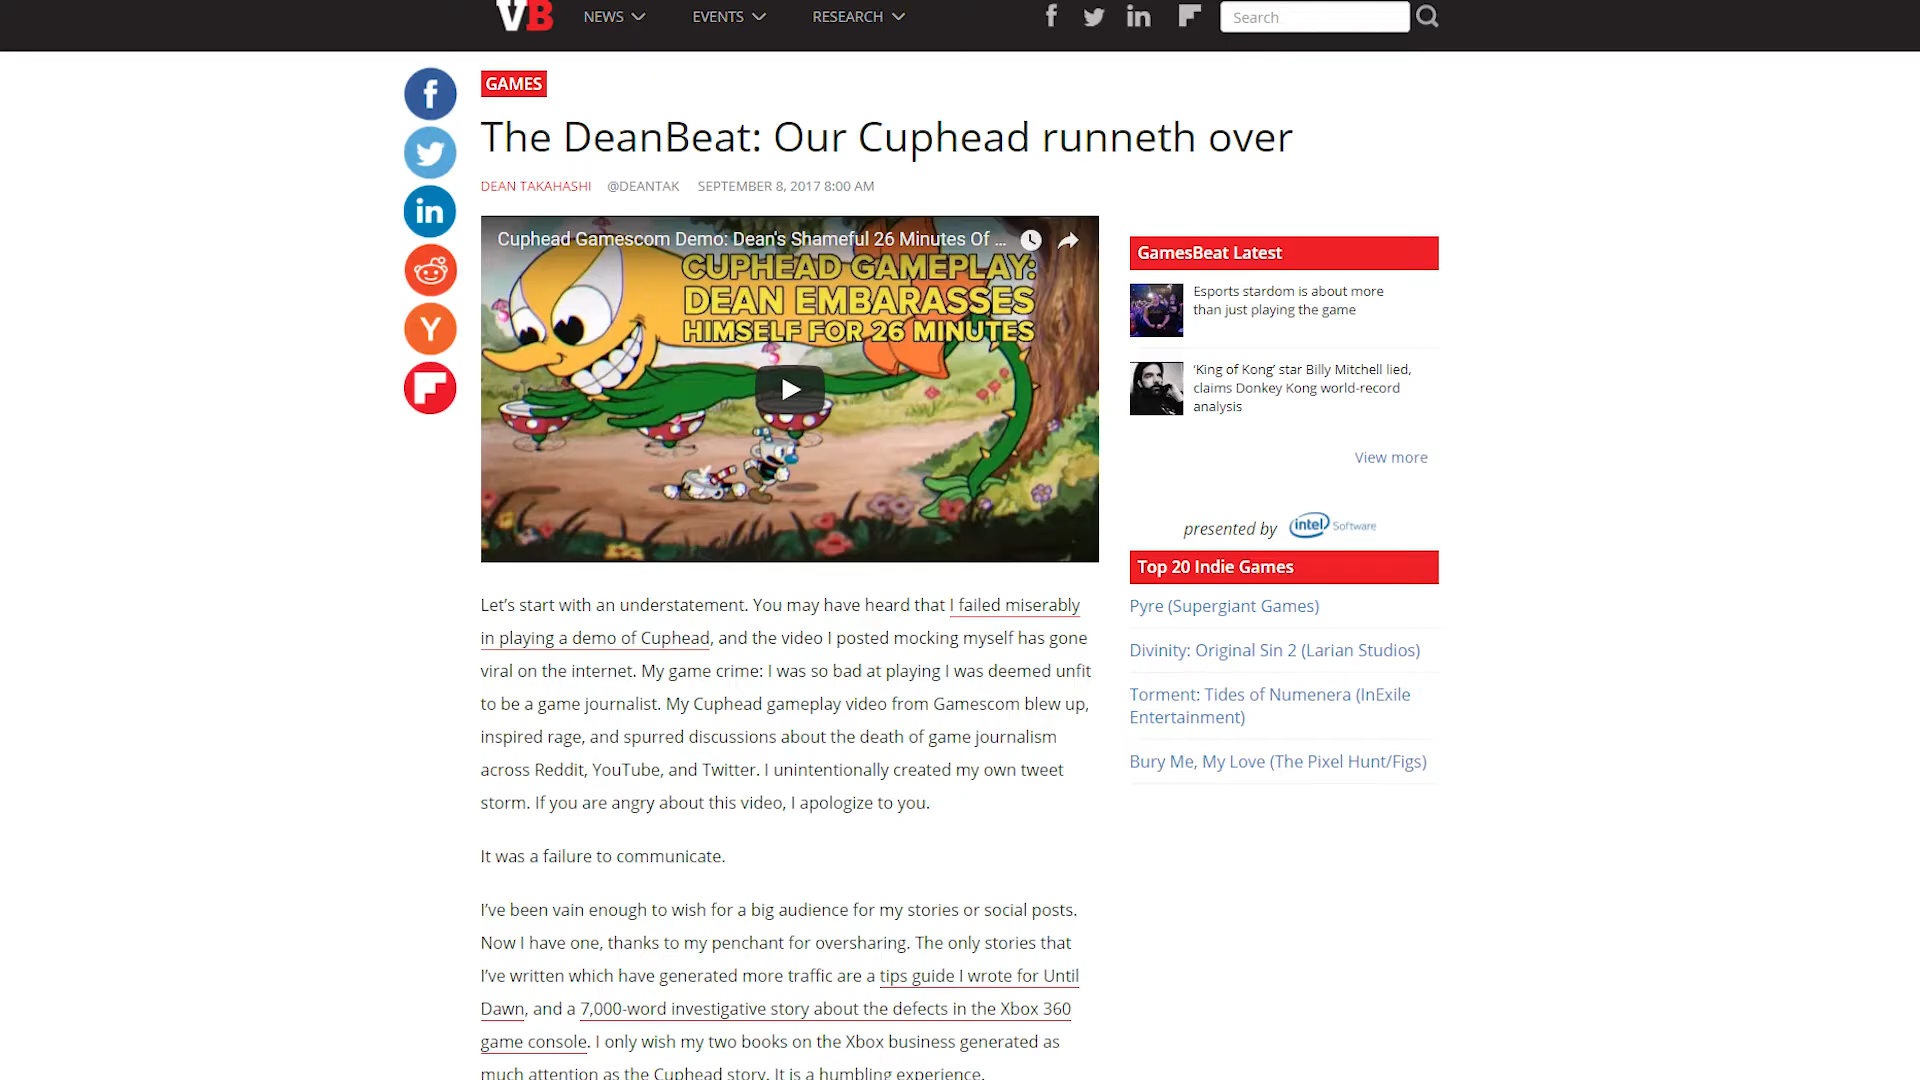 VB
NEWS
EVENTS
RESEARCH
Search
GAMES
The DeanBeat: Our Cuphead runneth over
DEAN TAKAHASHI @DEANTAK SEPTEMBER 8, 2017 8:00 AM
Cuphead Gamescom Demo: Dean's Shameful 26 Minutes Of ...
CUPHEAD GAMEPLAY:
DEAN EMBARASSES
HIMSELF FOR 26 MINUTES
Let's start with an understatement. You may have heard that I failed miserably
in playing a demo of Cuphead, and the video I posted mocking myself has gone
viral on the internet. My game crime: I was so bad at playing I was deemed unfit
to be a game journalist. My Cuphead gameplay video from Gamescom blew up,
inspired rage, and spurred discussions about the death of game journalism
across Reddit, YouTube, and Twitter. I unintentionally created my own tweet
storm. If you are angry about this video, I apologize to you.
It was a failure to communicate.
I've been vain enough to wish for a big audience for my stories or social posts.
Now I have one, thanks to my penchant for oversharing. The only stories that
I've written which have generated more traffic are a tips guide I wrote for Until
Dawn, and a 7,000-word investigative story about the defects in the Xbox 360
game console. I only wish my two books on the Xbox business generated as
much attention as the Cuphead story. It is a humbling experience.
GamesBeat Latest
Esports stardom is about more
than just playing the game
'King of Kong' star Billy Mitchell lied,
claims Donkey Kong world-record
analysis
View more
presented by intel Software
Top 20 Indie Games
Pyre (Supergiant Games)
Divinity: Original Sin 2 (Larian Studios)
Torment: Tides of Numenera (InExile
Entertainment)
Bury Me, My Love (The Pixel Hunt/Figs)